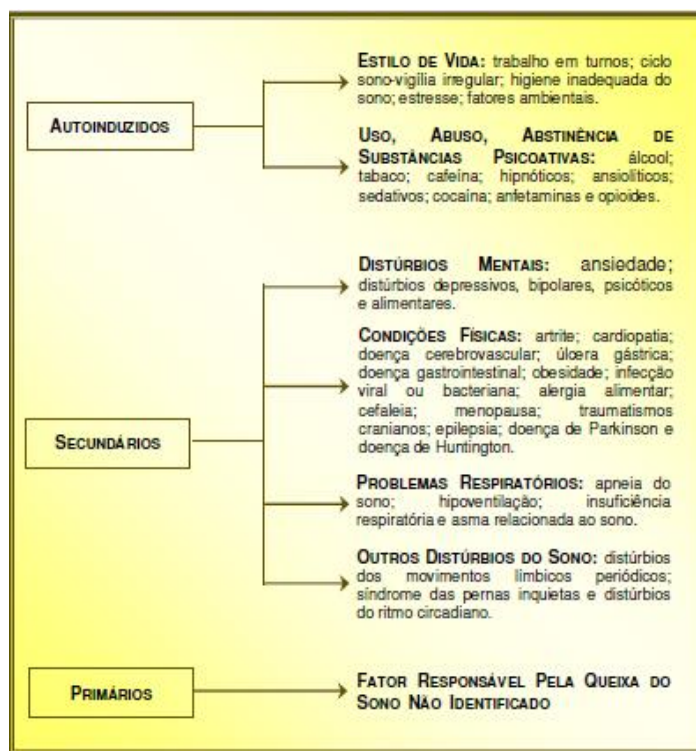 AUTOINDUZIDOS
ESTILO DE VIDA: trabalho em turnos; ciclo
sono-vigília irregular; higiene inadequada do
sono; estresse; fatores ambientais.
USO, ABUSO, ABSTINÊNCIA DE
SUBSTÂNCIAS PSICOATIVAS: álcool;
tabaco; cafeína; hipnóticos; ansiolíticos;
sedativos; cocaína; anfetaminas e opioides.
SECUNDÁRIOS
DISTÚRBIOS MENTAIS: ansiedade;
distúrbios depressivos, bipolares, psicóticos
e alimentares.
CONDIÇÕES FÍSICAS: artrite; cardiopatia;
doença cerebrovascular; úlcera gástrica;
doença gastrointestinal; obesidade; infecção
viral ou bacteriana; alergia alimentar;
cefaleia; menopausa; traumatismos
cranianos; epilepsia; doença de Parkinson e
doença de Huntington.
PROBLEMAS RESPIRATÓRIOS: apneia do
sono; hipoventilação; insuficiência
respiratória e asma relacionada ao sono.
OUTROS DISTÚRBIOS DO SONO: distúrbios
dos movimentos límbicos periódicos;
síndrome das pernas inquietas e distúrbios
do ritmo circadiano.
PRIMÁRIOS
FATOR RESPONSÁVEL PELA QUEIXA DO
SONO NÃO IDENTIFICADO